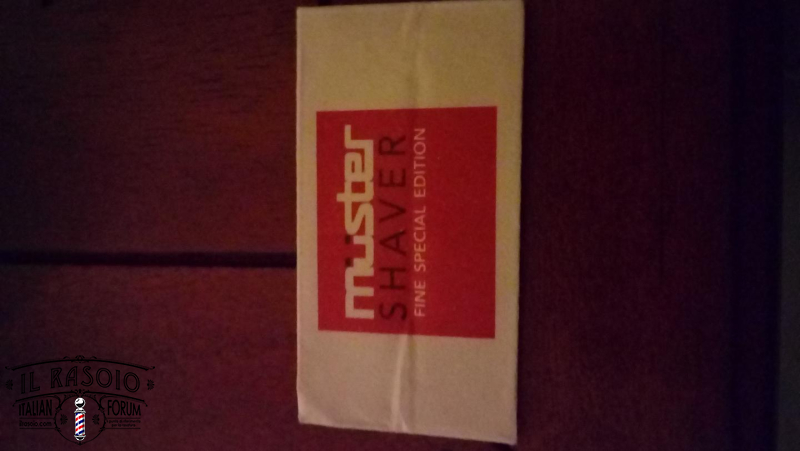 muster
SHAVER
FINE SPECIAL EDITION
IL RASOIO
ITALIAN FORUM